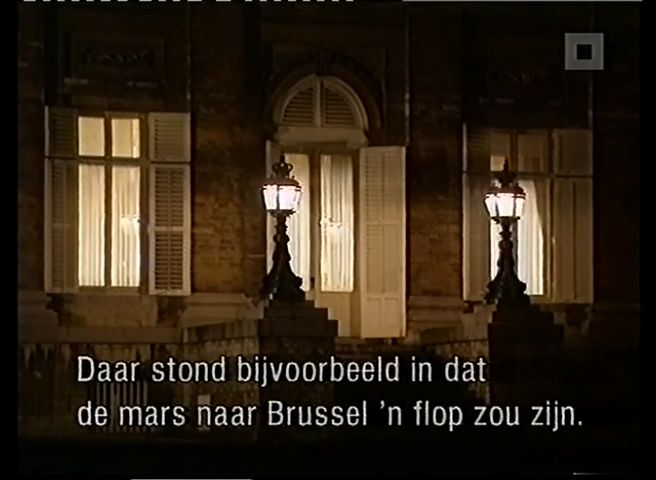 Daar stond bijvoorbeeld in dat
de mars naar Brussel 'n flop zou zijn.